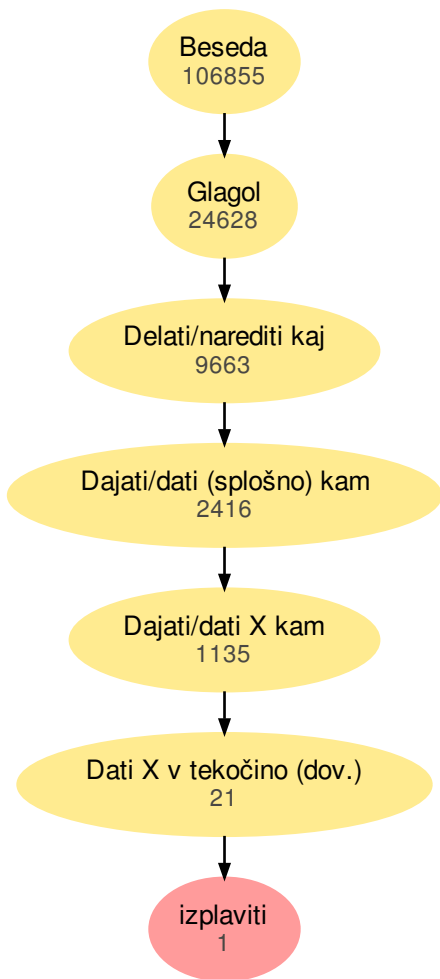 Beseda
106855
Glagol
24628
Delati/narediti kaj
9663
Dajati/dati (splošno) kam
2416
Dajati/dati X kam
1135
Dati X v tekočino (dov.)
21
izplaviti
1